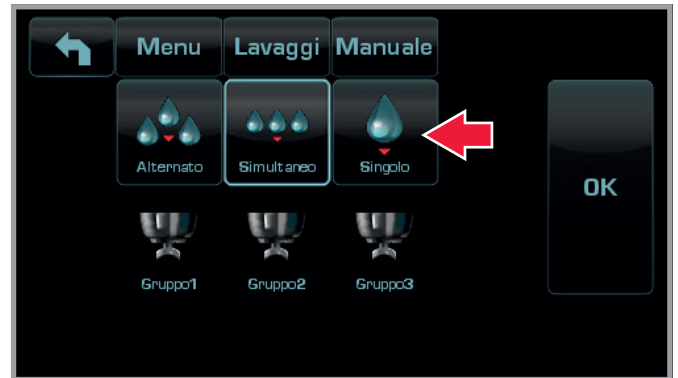 Menu Lavaggi Manuale
Alternato Simultaneo Singolo
OK
Gruppo1 Gruppo2 Gruppo3